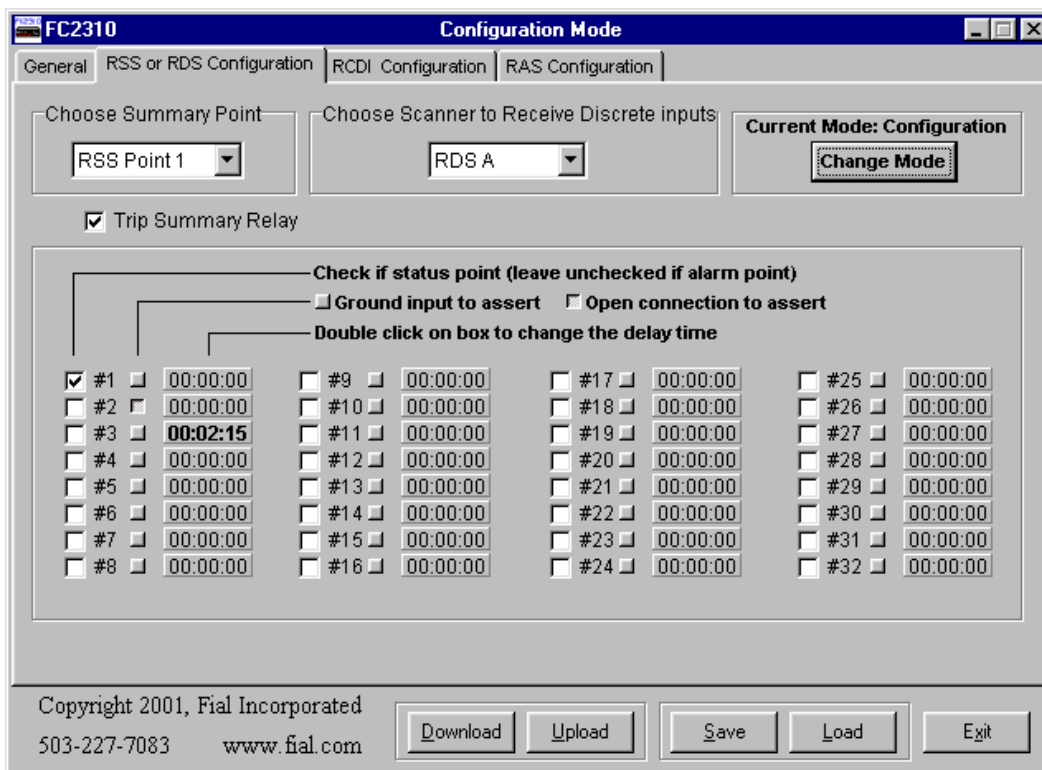 FC2310 Configuration Mode
General RSS or RDS Configuration RCDI Configuration RAS Configuration
Choose Summary Point Choose Scanner to Receive Discrete inputs
Current Mode: Configuration
RSS Point 1 RDS A Change Mode
Trip Summary Relay
Check if status point (leave unchecked if alarm point)
Ground input to assert Open connection to assert
Double click on box to change the delay time
#1 00:00:00 #9 00:00:00 #17 00:00:00 #25 00:00:00
#2 00:00:00 #10 00:00:00 #18 00:00:00 #26 00:00:00
#3 00:02:15 #11 00:00:00 #19 00:00:00 #27 00:00:00
#4 00:00:00 #12 00:00:00 #20 00:00:00 #28 00:00:00
#5 00:00:00 #13 00:00:00 #21 00:00:00 #29 00:00:00
#6 00:00:00 #14 00:00:00 #22 00:00:00 #30 00:00:00
#7 00:00:00 #15 00:00:00 #23 00:00:00 #31 00:00:00
#8 00:00:00 #16 00:00:00 #24 00:00:00 #32 00:00:00
Copyright 2001, Fial Incorporated
503-227-7083 www.fial.com
Download Upload Save Load Exit